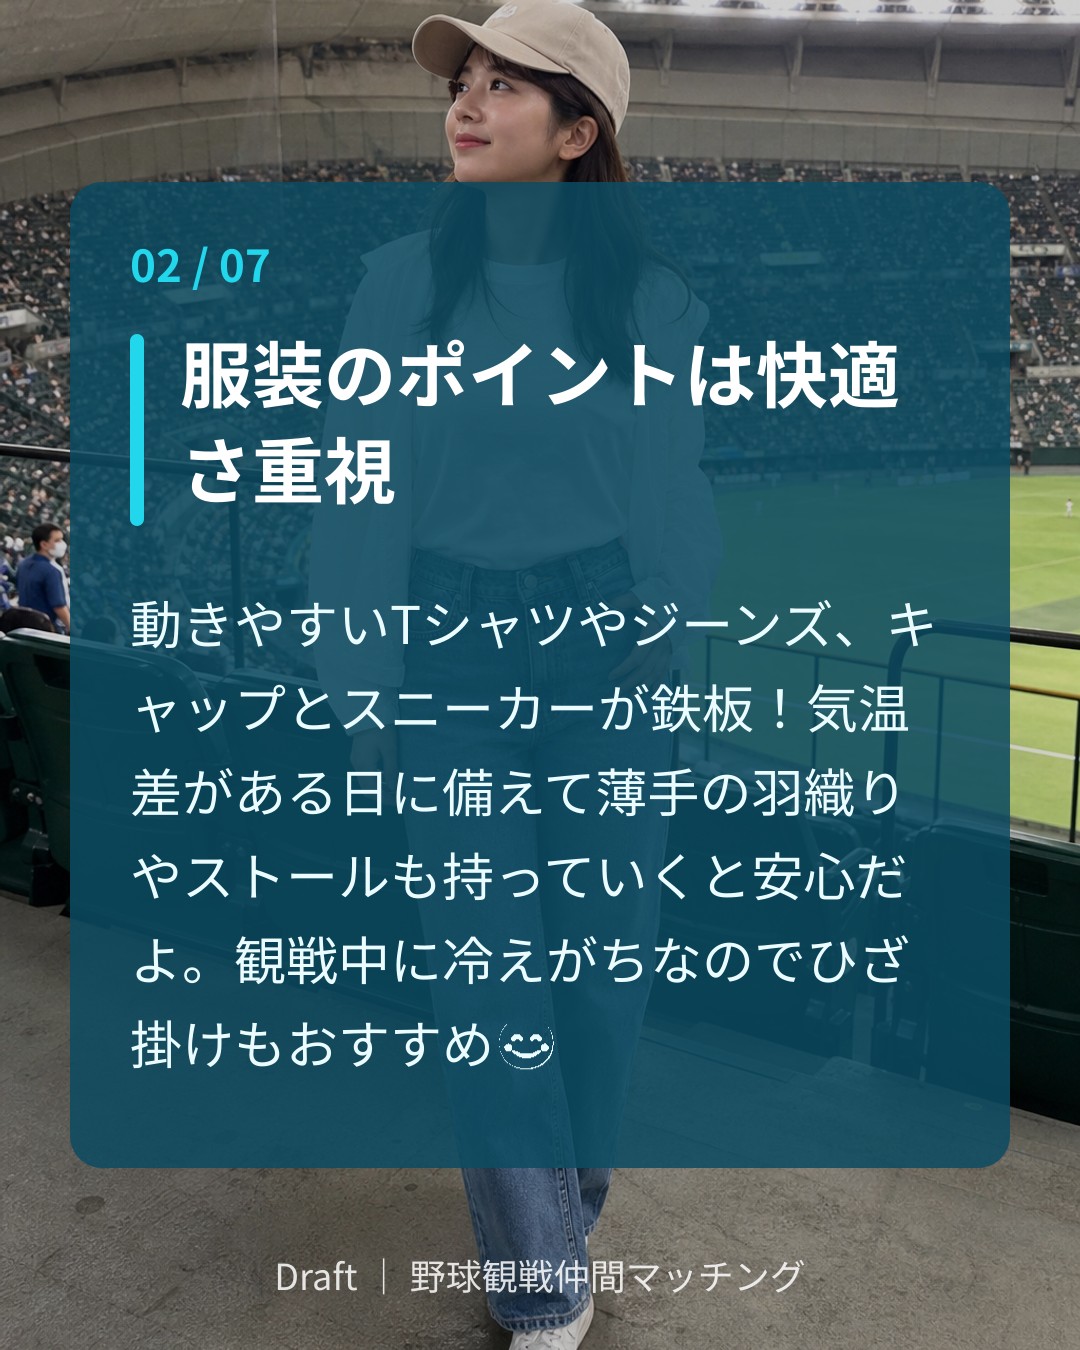 02 / 07
服装のポイントは快適
さ重視
動きやすいTシャツやジーンズ、キ
ャップとスニーカーが鉄板！気温
差がある日に備えて薄手の羽織り
やストールも持っていくと安心だ
よ。観戦中に冷えがちなのでひざ
掛けもおすすめ😊
Draft ｜ 野球観戦仲間マッチング